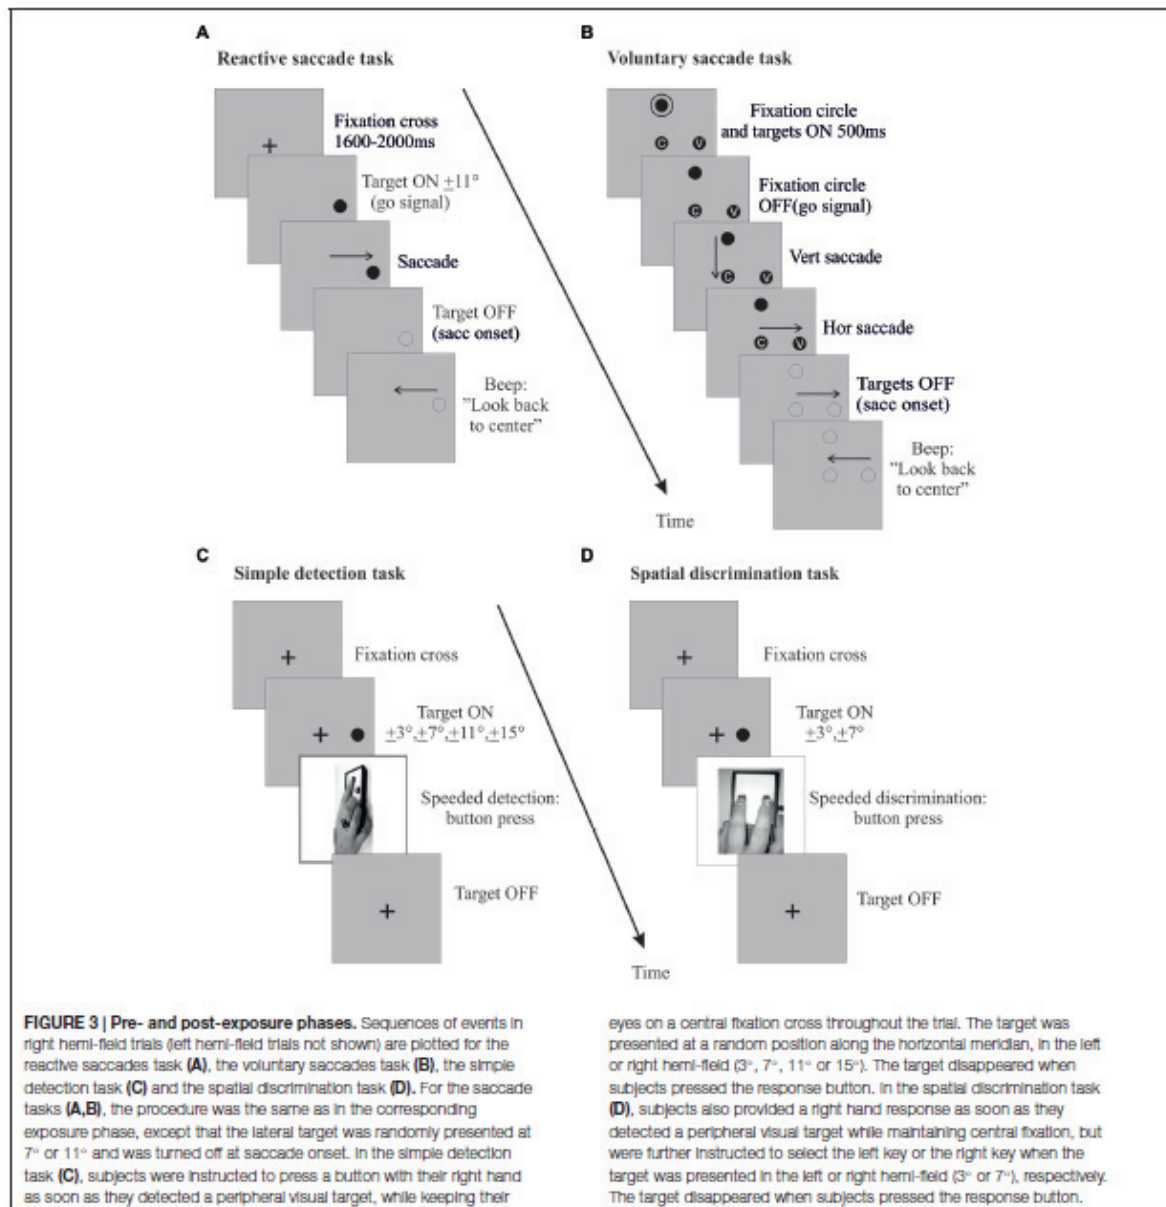 A
Reactive saccade task
Fixation cross
1600-2000ms
Target ON ±11°
(go signal)
Saccade
Target OFF
(sacc onset)
Beep:
"Look back
to center"
B
Voluntary saccade task
Fixation circle
and targets ON 500ms
C V
Fixation circle
OFF(go signal)
C V
Vert saccade
C V
Hor saccade
C V
Targets OFF
(sacc onset)
Beep:
"Look back
to center"
Time
C
Simple detection task
Fixation cross
Target ON
±3°,±7°,±11°,±15°
Speeded detection:
button press
Target OFF
D
Spatial discrimination task
Fixation cross
Target ON
±3°,±7°
Speeded discrimination:
button press
Target OFF
Time
FIGURE 3 | Pre- and post-exposure phases. Sequences of events in
right hemi-field trials (left hemi-field trials not shown) are plotted for the
reactive saccades task (A), the voluntary saccades task (B), the simple
detection task (C) and the spatial discrimination task (D). For the saccade
tasks (A,B), the procedure was the same as in the corresponding
exposure phase, except that the lateral target was randomly presented at
7° or 11° and was turned off at saccade onset. In the simple detection
task (C), subjects were instructed to press a button with their right hand
as soon as they detected a peripheral visual target, while keeping their
eyes on a central fixation cross throughout the trial. The target was
presented at a random position along the horizontal meridian, in the left
or right hemi-field (3°, 7°, 11° or 15°). The target disappeared when
subjects pressed the response button. In the spatial discrimination task
(D), subjects also provided a right hand response as soon as they
detected a peripheral visual target while maintaining central fixation, but
were further instructed to select the left key or the right key when the
target was presented in the left or right hemi-field (3° or 7°), respectively.
The target disappeared when subjects pressed the response button.